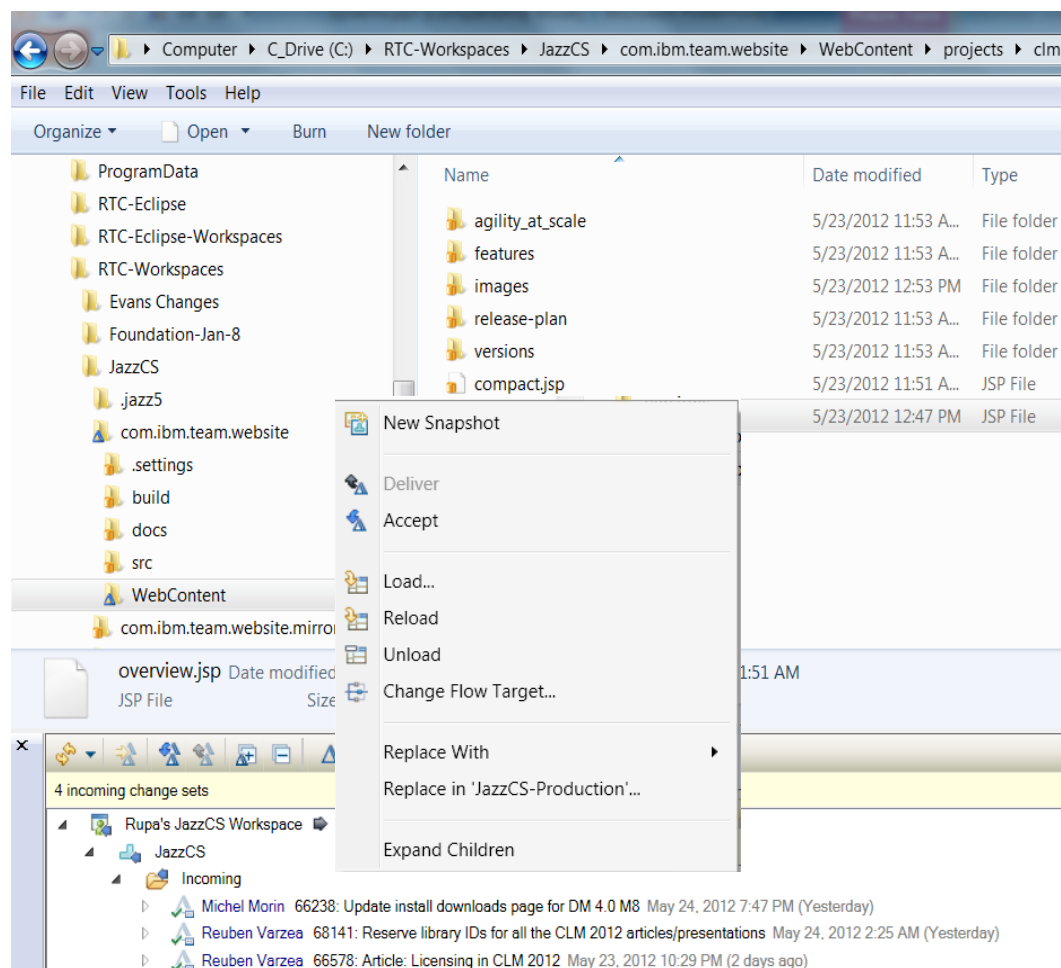 Computer C_Drive (C:) RTC-Workspaces JazzCS com.ibm.team.website WebContent projects clm
File Edit View Tools Help
Organize Open Burn New folder
ProgramData
RTC-Eclipse
RTC-Eclipse-Workspaces
RTC-Workspaces
Evans Changes
Foundation-Jan-8
JazzCS
.jazz5
com.ibm.team.website
.settings
build
docs
src
WebContent
com.ibm.team.website.mirro
Name Date modified Type
agility_at_scale 5/23/2012 11:53 A... File folder
features 5/23/2012 11:53 A... File folder
images 5/23/2012 12:53 PM File folder
release-plan 5/23/2012 11:53 A... File folder
versions 5/23/2012 11:53 A... File folder
compact.jsp 5/23/2012 11:51 A... JSP File
5/23/2012 12:47 PM JSP File
New Snapshot
Deliver
Accept
Load...
Reload
Unload
Change Flow Target...
Replace With
Replace in 'JazzCS-Production'...
Expand Children
overview.jsp Date modified 1:51 AM
JSP File Size
4 incoming change sets
Rupa's JazzCS Workspace
JazzCS
Incoming
Michel Morin 66238: Update install downloads page for DM 4.0 M8 May 24, 2012 7:47 PM (Yesterday)
Reuben Varzea 68141: Reserve library IDs for all the CLM 2012 articles/presentations May 24, 2012 2:25 AM (Yesterday)
Reuben Varzea 66578: Article: Licensing in CLM 2012 May 23, 2012 10:29 PM (2 days ago)